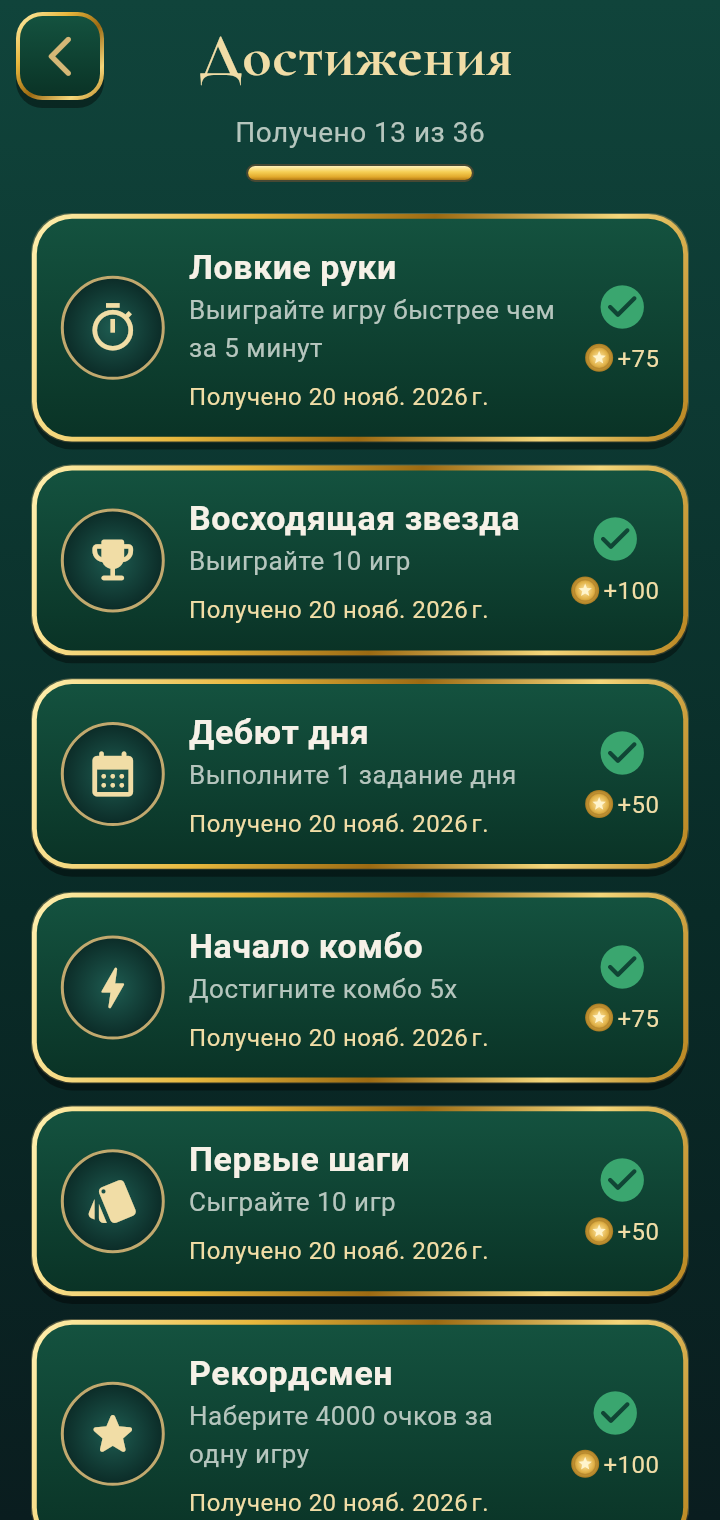 Достижения
Получено 13 из 36
Ловкие руки
Выиграйте игру быстрее чем
за 5 минут
Получено 20 нояб. 2026 г.
+75
Восходящая звезда
Выиграйте 10 игр
Получено 20 нояб. 2026 г.
+100
Дебют дня
Выполните 1 задание дня
Получено 20 нояб. 2026 г.
+50
Начало комбо
Достигните комбо 5x
Получено 20 нояб. 2026 г.
+75
Первые шаги
Сыграйте 10 игр
Получено 20 нояб. 2026 г.
+50
Рекордсмен
Наберите 4000 очков за
одну игру
Получено 20 нояб. 2026 г.
+100